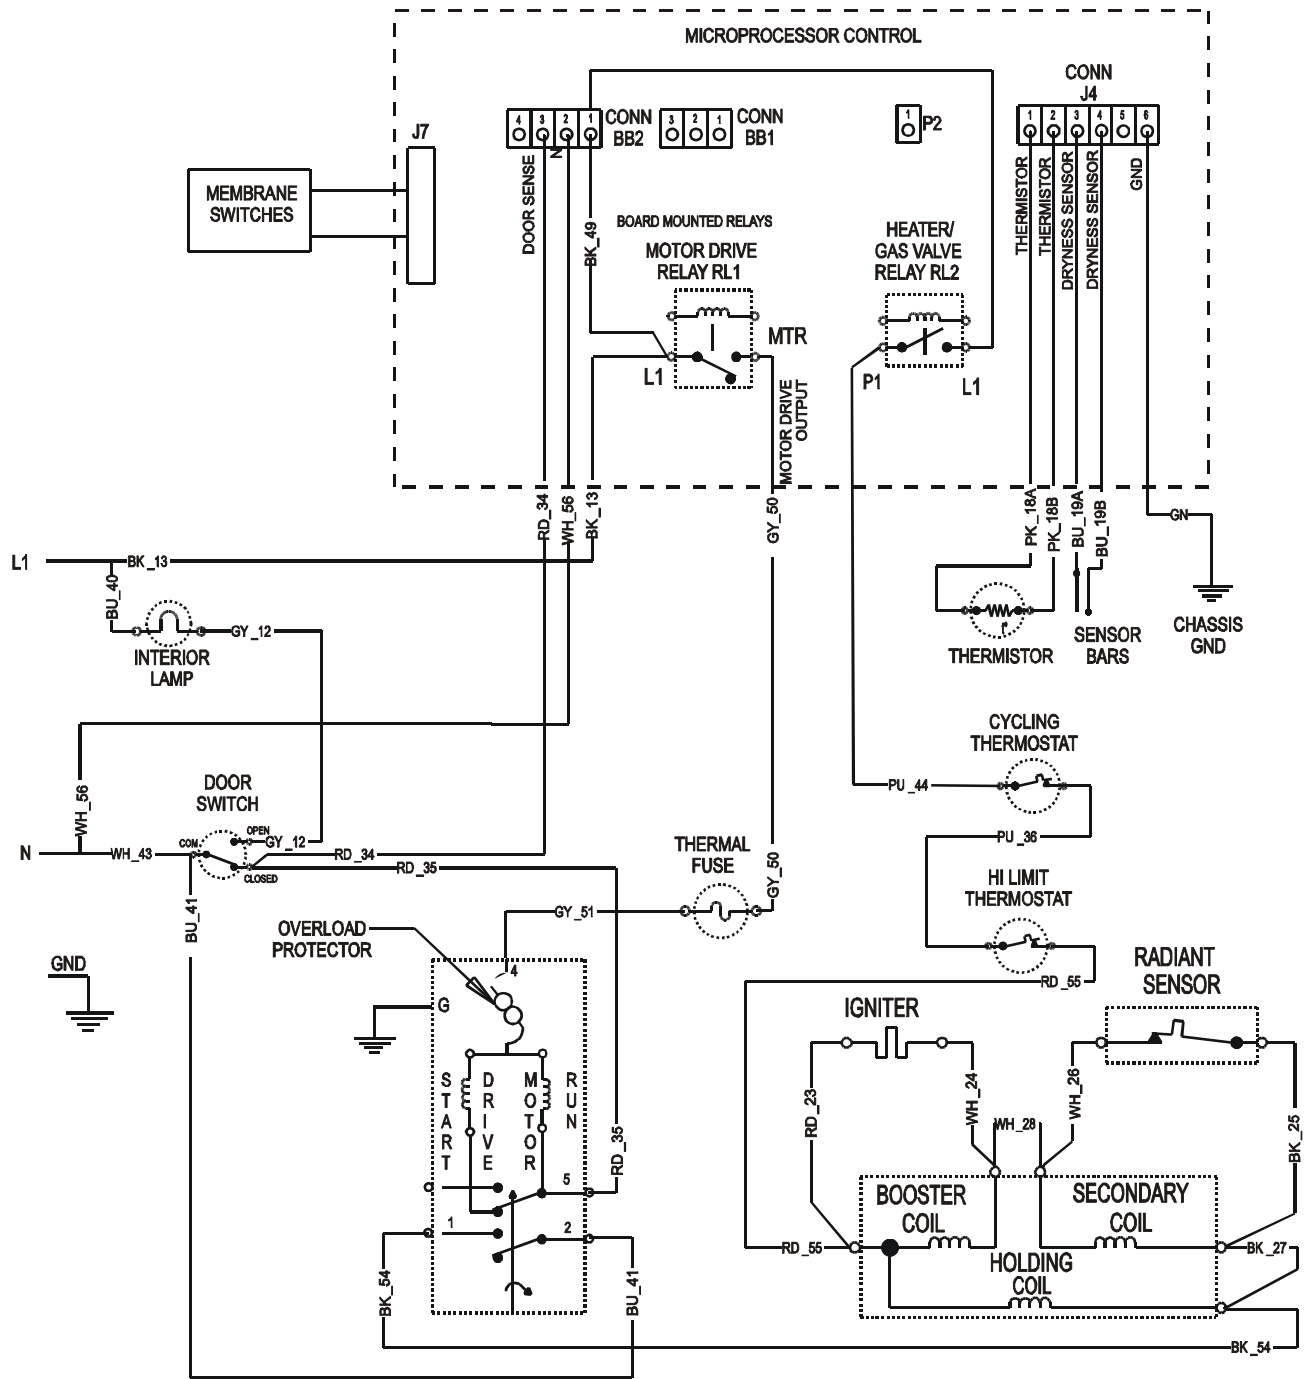 MICROPROCESSOR CONTROL
CONN
J4
4
3
2
1
CONN
BB2
3
2
1
CONN
BB1
1
P2
1
2
3
4
5
6
J7
MEMBRANE
SWITCHES
DOOR SENSE
N
BK_49
BOARD MOUNTED RELAYS
MOTOR DRIVE
RELAY RL1
HEATER/
GAS VALVE
RELAY RL2
THERMISTOR
THERMISTOR
DRYNESS SENSOR
DRYNESS SENSOR
GND
L1
MTR
P1
L1
MOTOR DRIVE
OUTPUT
RD_34
WH_56
BK_13
GY_50
PK_18A
PK_18B
BU_19A
BU_19B
GN
L1
BK_13
BU_40
GY_12
INTERIOR
LAMP
t°
THERMISTOR
SENSOR
BARS
CHASSIS
GND
CYCLING
THERMOSTAT
DOOR
SWITCH
WH_56
PU_44
PU_36
N
WH_43
COM
OPEN
GY_12
CLOSED
RD_34
RD_35
THERMAL
FUSE
GY_50
HI LIMIT
THERMOSTAT
BU_41
GY_51
OVERLOAD
PROTECTOR
GND
4
G
RD_55
RADIANT
SENSOR
IGNITER
START
DRIVE
MOTOR
RUN
RD_35
RD_23
WH_24
WH_28
WH_26
BK_25
5
1
2
BOOSTER
COIL
SECONDARY
COIL
RD_55
HOLDING
COIL
BK_27
BK_54
BU_41
BK_54